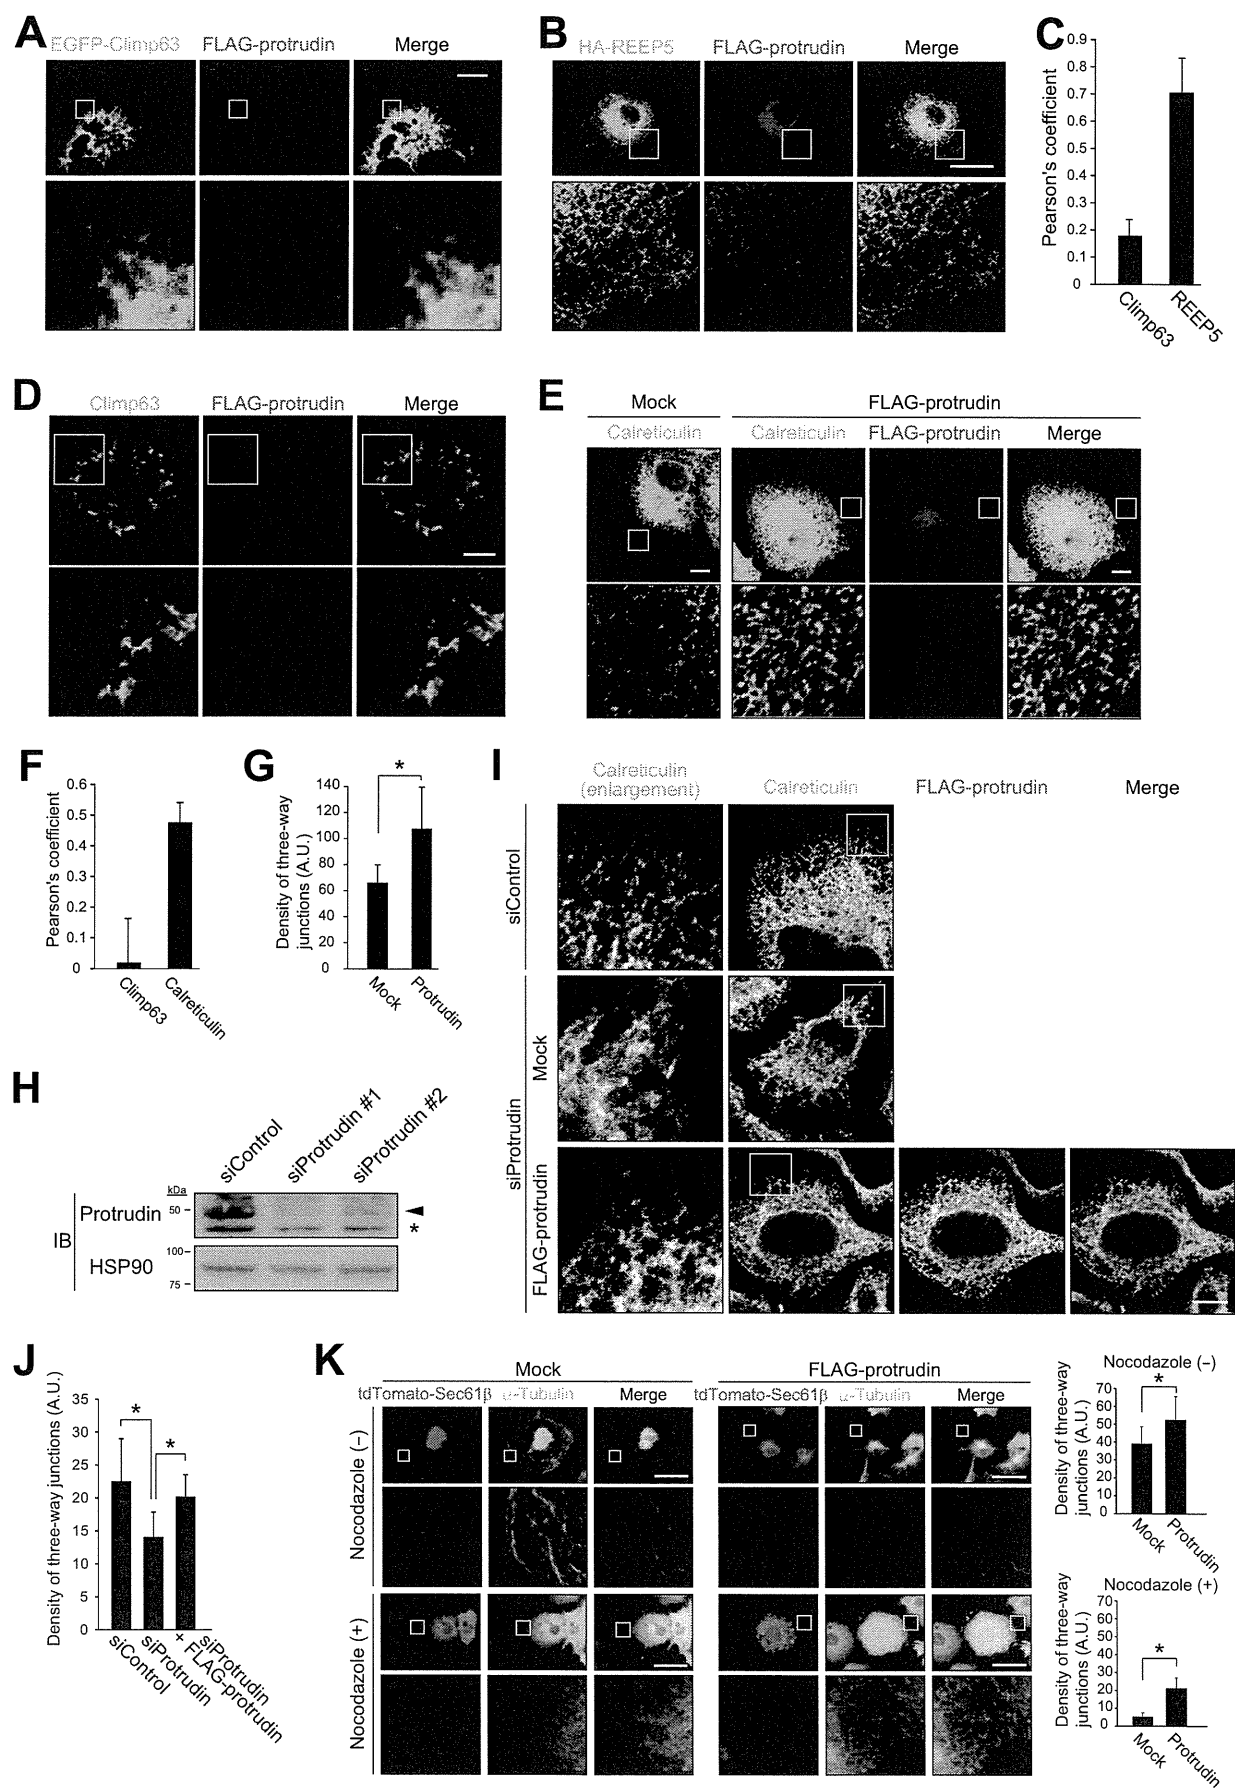 A
EGFP-Climp63 FLAG-protrudin Merge
B
HA-REEP5 FLAG-protrudin Merge
C
Pearson's coefficient
0.9
0.8
0.7
0.6
0.5
0.4
0.3
0.2
0.1
0
Climp63 REEP5
D
Climp63 FLAG-protrudin Merge
E
Mock FLAG-protrudin
Calreticulin Calreticulin FLAG-protrudin Merge
F
Pearson's coefficient
0.6
0.5
0.4
0.3
0.2
0.1
0
Climp63 Calreticulin
G
Density of three-way
junctions (A.U.)
140
120
100
80
60
40
20
0
*
Mock Protrudin
H
siControl siProtrudin #1 siProtrudin #2
kDa
IB
Protrudin 50
*
HSP90 100
75
I
Calreticulin
(enlargement) Calreticulin FLAG-protrudin Merge
siControl
siProtrudin
Mock
FLAG-protrudin
J
Density of three-way junctions (A.U.)
35
30
25
20
15
10
5
0
* *
siControl
siProtrudin
siProtrudin
+ FLAG-protrudin
K
Mock FLAG-protrudin
tdTomato-Sec61β α-Tubulin Merge tdTomato-Sec61β α-Tubulin Merge
Nocodazole (−)
Nocodazole (+)
Nocodazole (−)
Density of three-way
junctions (A.U.)
70
60
50
40
30
20
10
0
*
Mock Protrudin
Nocodazole (+)
Density of three-way
junctions (A.U.)
70
60
50
40
30
20
10
0
*
Mock Protrudin